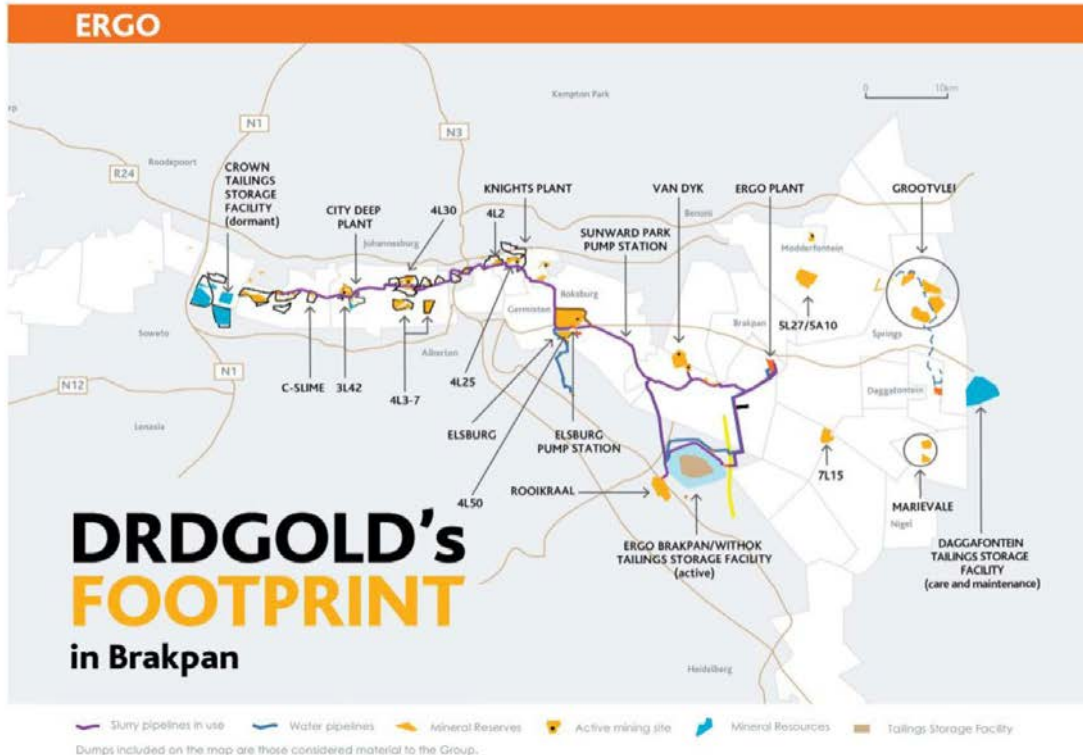 ERGO
Kempton Park
0
10km
N1
N3
Roodepoort
R24
CROWN
TAILINGS
STORAGE
FACILITY
(dormant)
CITY DEEP
PLANT
4L30
Johannesburg
4L2
KNIGHTS PLANT
SUNWARD PARK
PUMP STATION
VAN DYK
Benoni
ERGO PLANT
GROOTVLEI
Modderfontein
5L27/5A10
Springs
Germiston
Boksburg
Brakpan
Soweto
Alberton
N1
N12
Lenasia
C-SLIME
3L42
4L3-7
4L25
ELSBURG
4L50
ELSBURG
PUMP STATION
Daggafontein
ROOIKRAAL
7L15
MARIEVALE
Nigel
ERGO BRAKPAN/WITHOK
TAILINGS STORAGE FACILITY
(active)
DAGGAFONTEIN
TAILINGS STORAGE
FACILITY
(care and maintenance)
DRDGOLD's
FOOTPRINT
in Brakpan
Heidelberg
Slurry pipelines in use
Water pipelines
Mineral Reserves
Active mining site
Mineral Resources
Tailings Storage Facility
Dumps included on the map are those considered material to the Group.